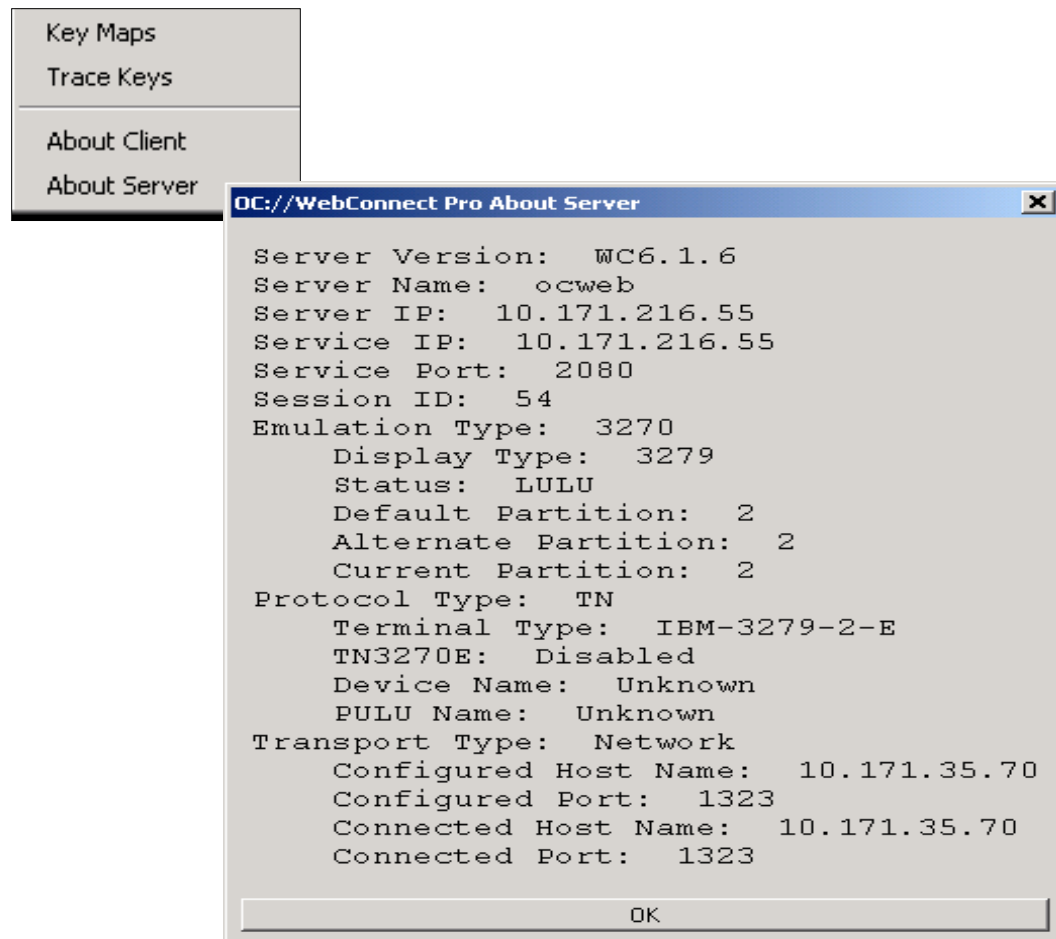 Key Maps
Trace Keys
About Client
About Server
OC://WebConnect Pro About Server
Server Version: WC6.1.6
Server Name: ocweb
Server IP: 10.171.216.55
Service IP: 10.171.216.55
Service Port: 2080
Session ID: 54
Emulation Type: 3270
Display Type: 3279
Status: LULU
Default Partition: 2
Alternate Partition: 2
Current Partition: 2
Protocol Type: TN
Terminal Type: IBM-3279-2-E
TN3270E: Disabled
Device Name: Unknown
PULU Name: Unknown
Transport Type: Network
Configured Host Name: 10.171.35.70
Configured Port: 1323
Connected Host Name: 10.171.35.70
Connected Port: 1323
OK